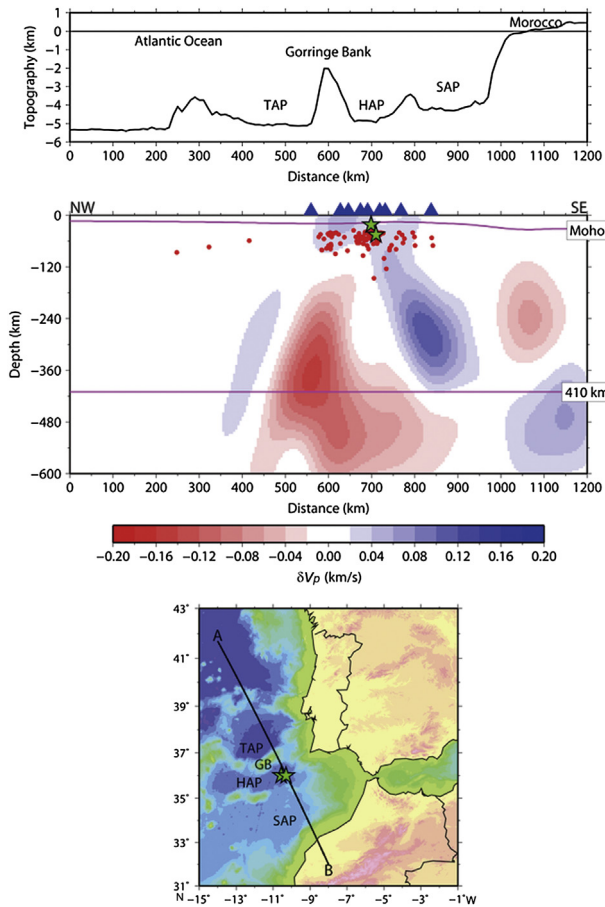 1
0
−1
−2
−3
−4
−5
−6
Topography (km)
Atlantic Ocean
Gorringe Bank
Morocco
TAP
HAP
SAP
0 100 200 300 400 500 600 700 800 900 1000 1100 1200
Distance (km)
NW
SE
0
−120
−240
−360
−480
−600
Depth (km)
Moho
410 km
0 100 200 300 400 500 600 700 800 900 1000 1100 1200
Distance (km)
−0.20 −0.16 −0.12 −0.08 −0.04 0.00 0.04 0.08 0.12 0.16 0.20
δVp (km/s)
43°
41°
39°
37°
35°
33°
31°
A
TAP
GB
HAP
SAP
B
N −15° −13° −11° −9° −7° −5° −3° −1°W